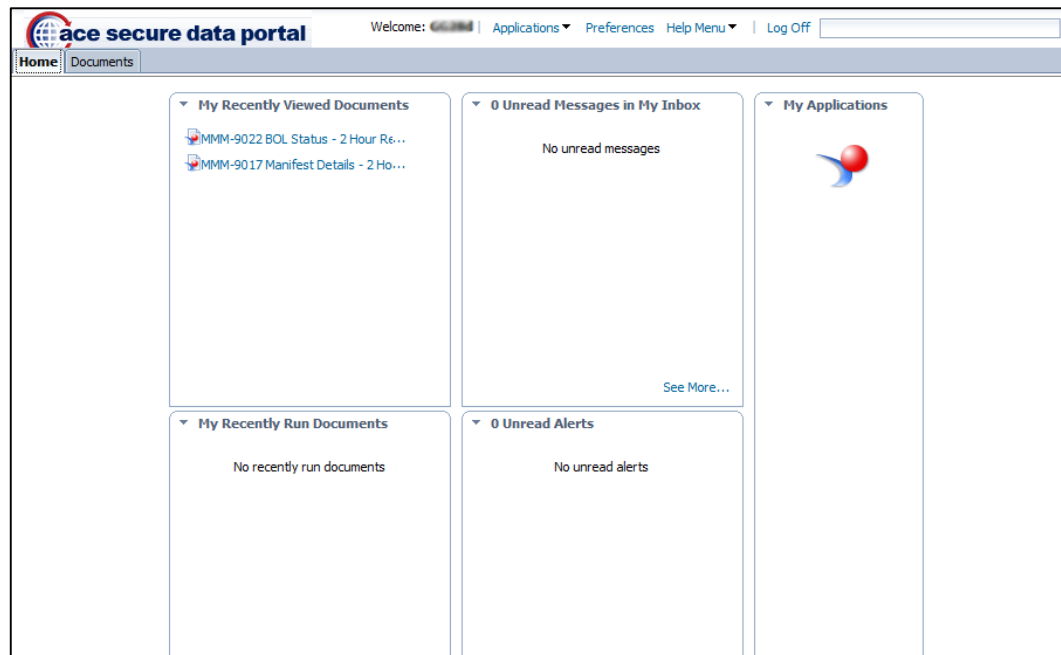 ace secure data portal
Welcome: | Applications Preferences Help Menu | Log Off
Home Documents
My Recently Viewed Documents
MMM-9022 BOL Status - 2 Hour Re...
MMM-9017 Manifest Details - 2 Ho...
0 Unread Messages in My Inbox
No unread messages
See More...
My Applications
My Recently Run Documents
No recently run documents
0 Unread Alerts
No unread alerts